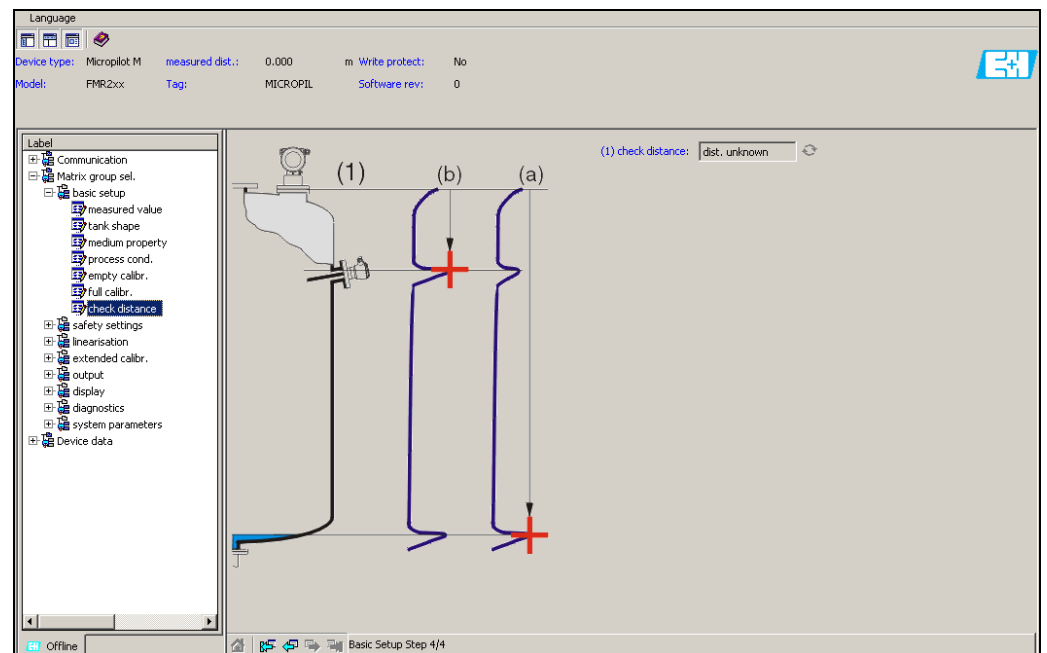 Language
Device type: Micropilot M measured dist.: 0.000 m Write protect: No
Model: FMR2xx Tag: MICROPIL Software rev: 0
E+H
Label
Communication
Matrix group sel.
basic setup
measured value
tank shape
medium property
process cond.
empty calibr.
full calibr.
check distance
safety settings
linearisation
extended calibr.
output
display
diagnostics
system parameters
Device data
(1) (b) (a)
(1) check distance: dist. unknown
Offline
Basic Setup Step 4/4